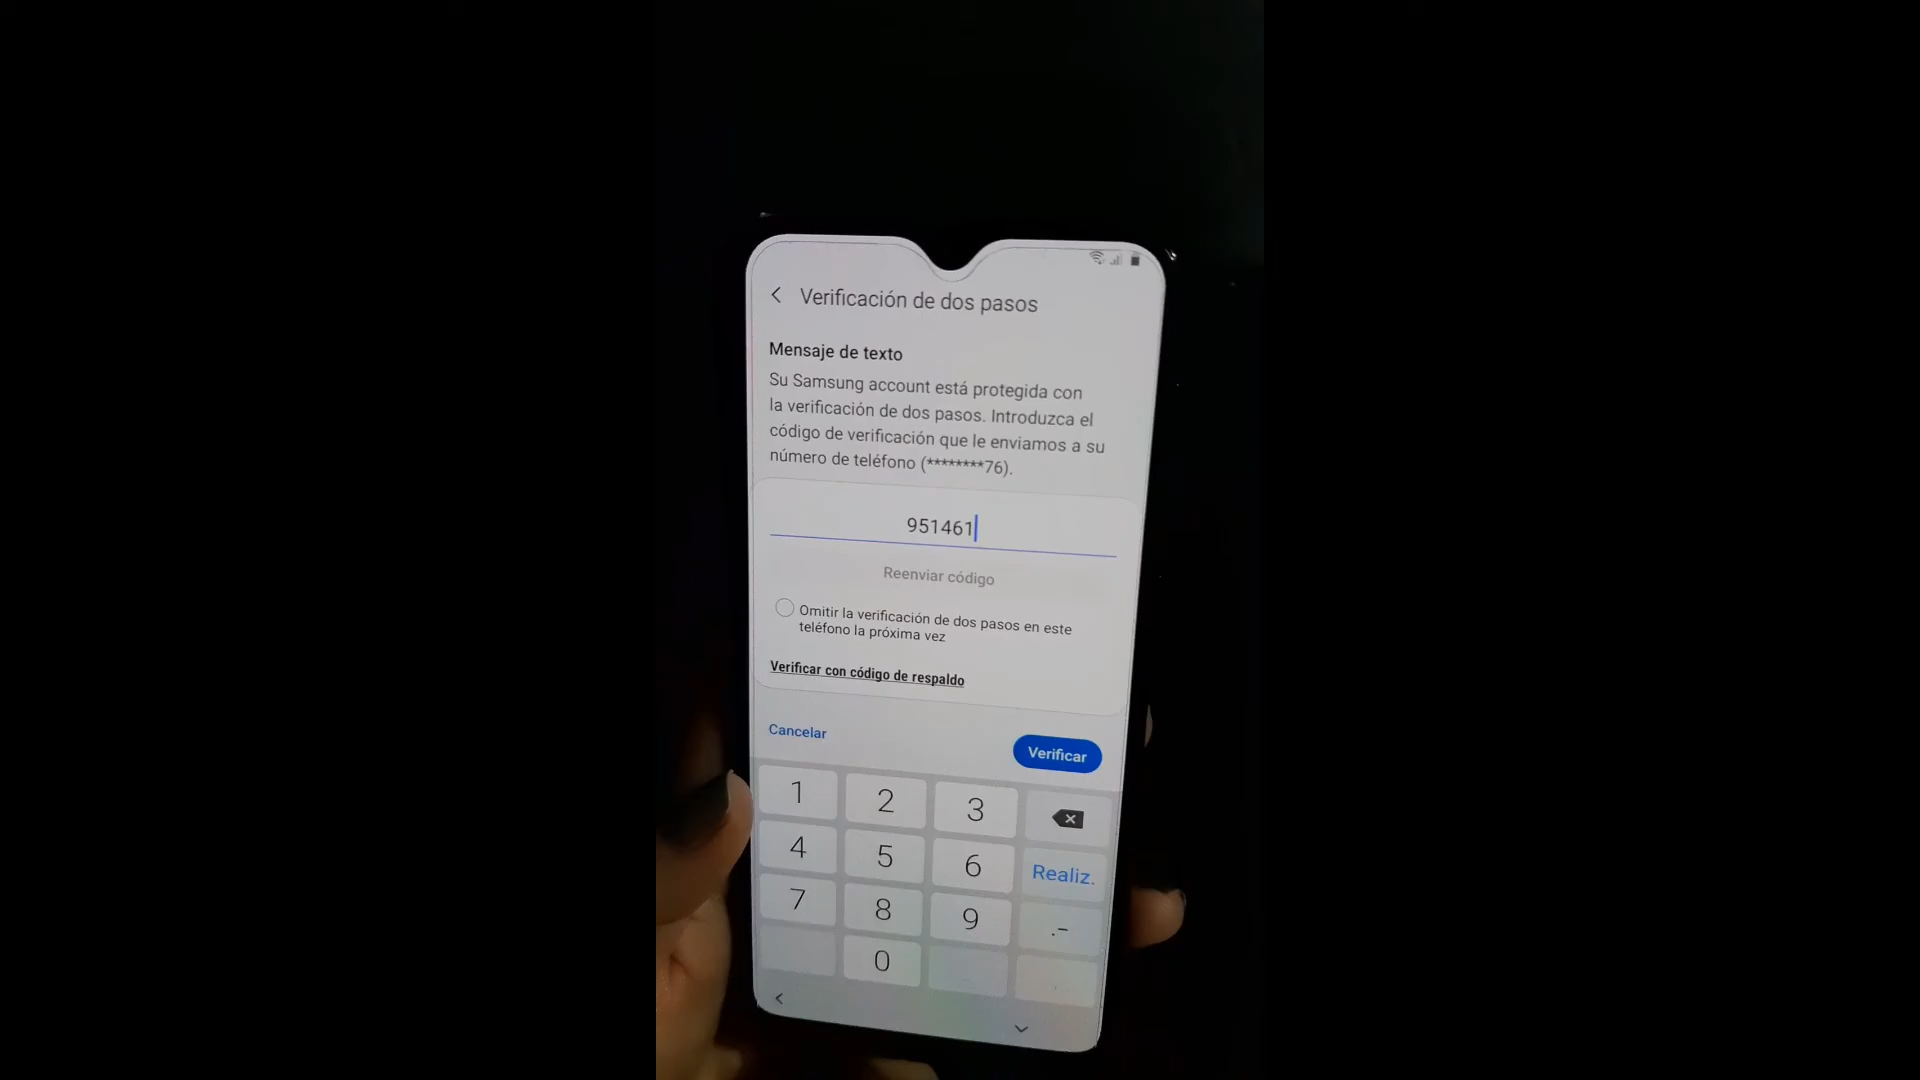 Verificación de dos pasos
Mensaje de texto
Su Samsung account está protegida con
la verificación de dos pasos. Introduzca el
código de verificación que le enviamos a su
número de teléfono (********76).
951461
Reenviar código
Omitir la verificación de dos pasos en este
teléfono la próxima vez
Verificar con código de respaldo
Cancelar
Verificar
1 2 3
4 5 6 Realiz.
7 8 9 .-
0